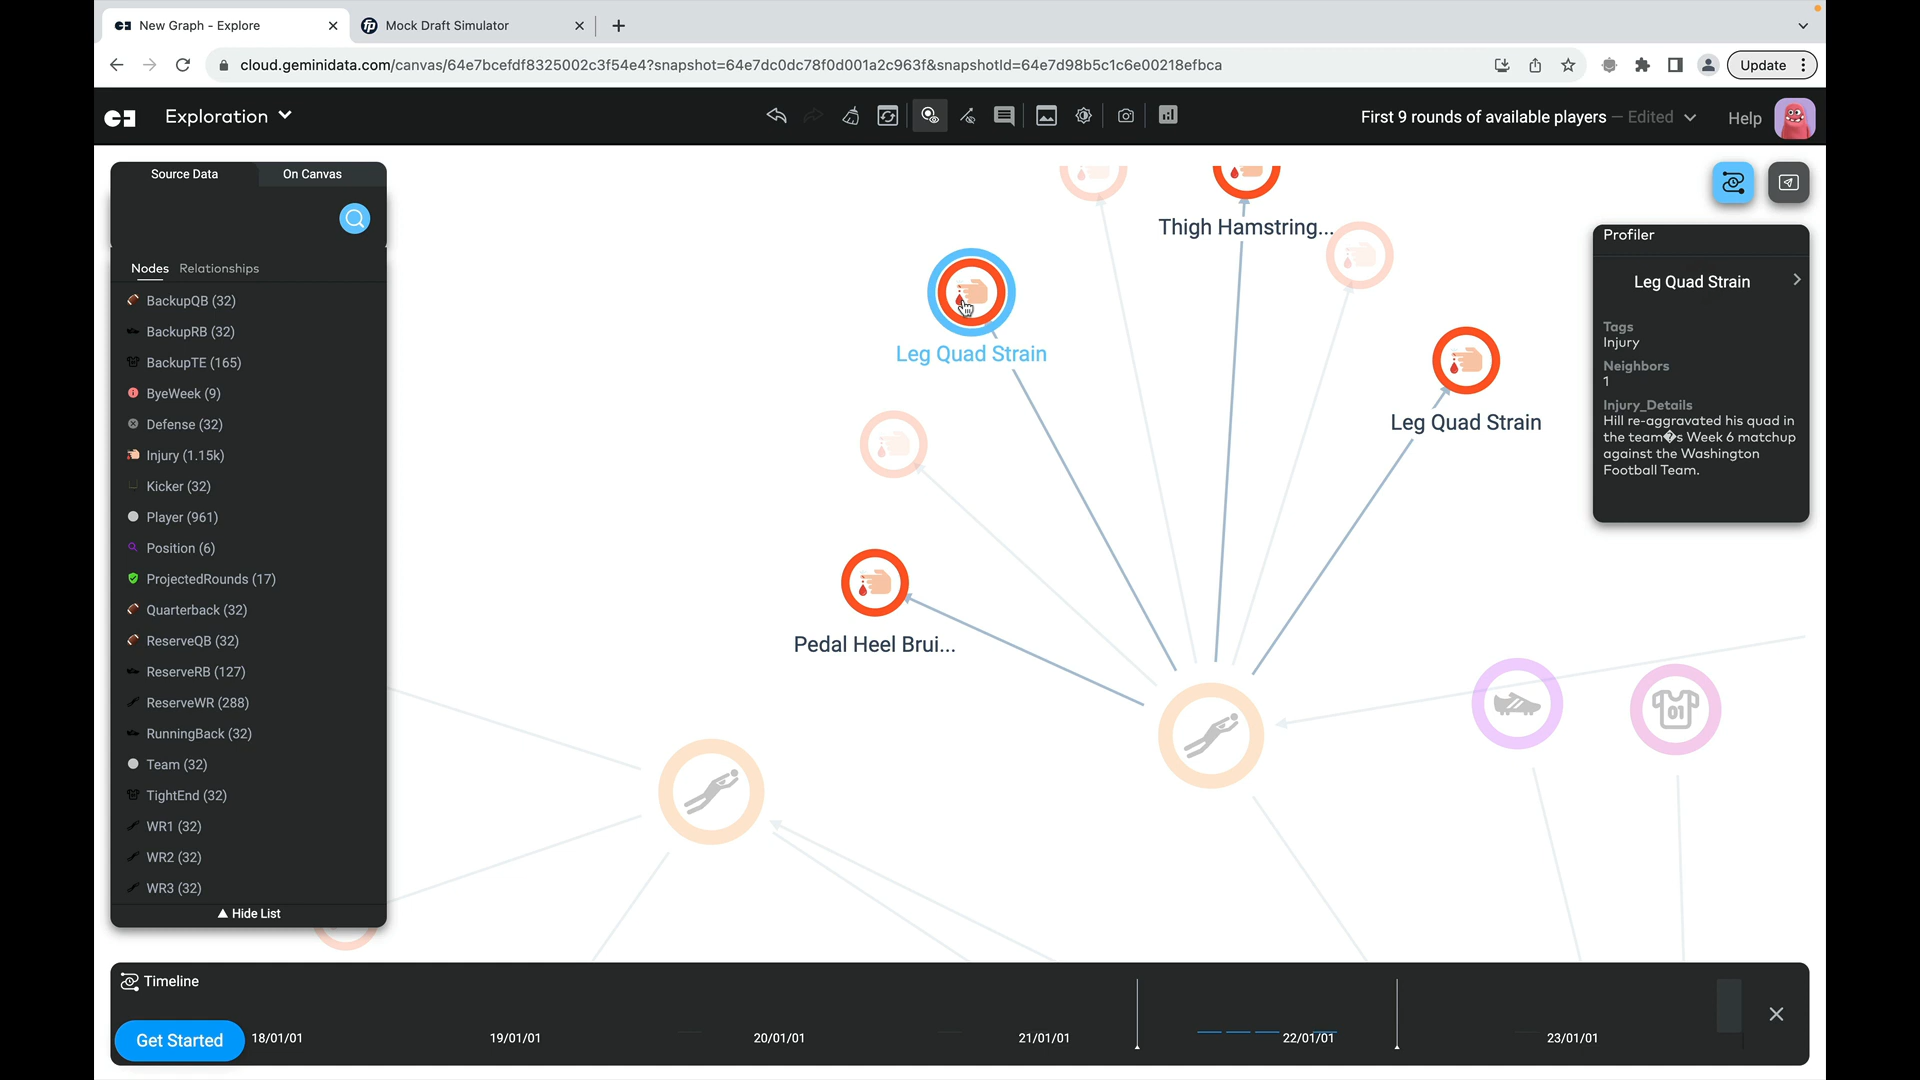 New Graph - Explore
Mock Draft Simulator
cloud.geminidata.com/canvas/64e7bcefdf8325002c3f54e4?snapshot=64e7dc0dc78f0d001a2c963f&snapshotId=64e7d98b5c1c6e00218efbca
Update
Exploration
First 9 rounds of available players — Edited
Help
Source Data
On Canvas
Nodes
Relationships
BackupQB (32)
BackupRB (32)
BackupTE (165)
ByeWeek (9)
Defense (32)
Injury (1.15k)
Kicker (32)
Player (961)
Position (6)
ProjectedRounds (17)
Quarterback (32)
ReserveQB (32)
ReserveRB (127)
ReserveWR (288)
RunningBack (32)
Team (32)
TightEnd (32)
WR1 (32)
WR2 (32)
WR3 (32)
Hide List
Thigh Hamstring...
Leg Quad Strain
Leg Quad Strain
Pedal Heel Brui...
01
Profiler
Leg Quad Strain
Tags
Injury
Neighbors
1
Injury_Details
Hill re-aggravated his quad in
the team�s Week 6 matchup
against the Washington
Football Team.
Timeline
Get Started
18/01/01
19/01/01
20/01/01
21/01/01
22/01/01
23/01/01